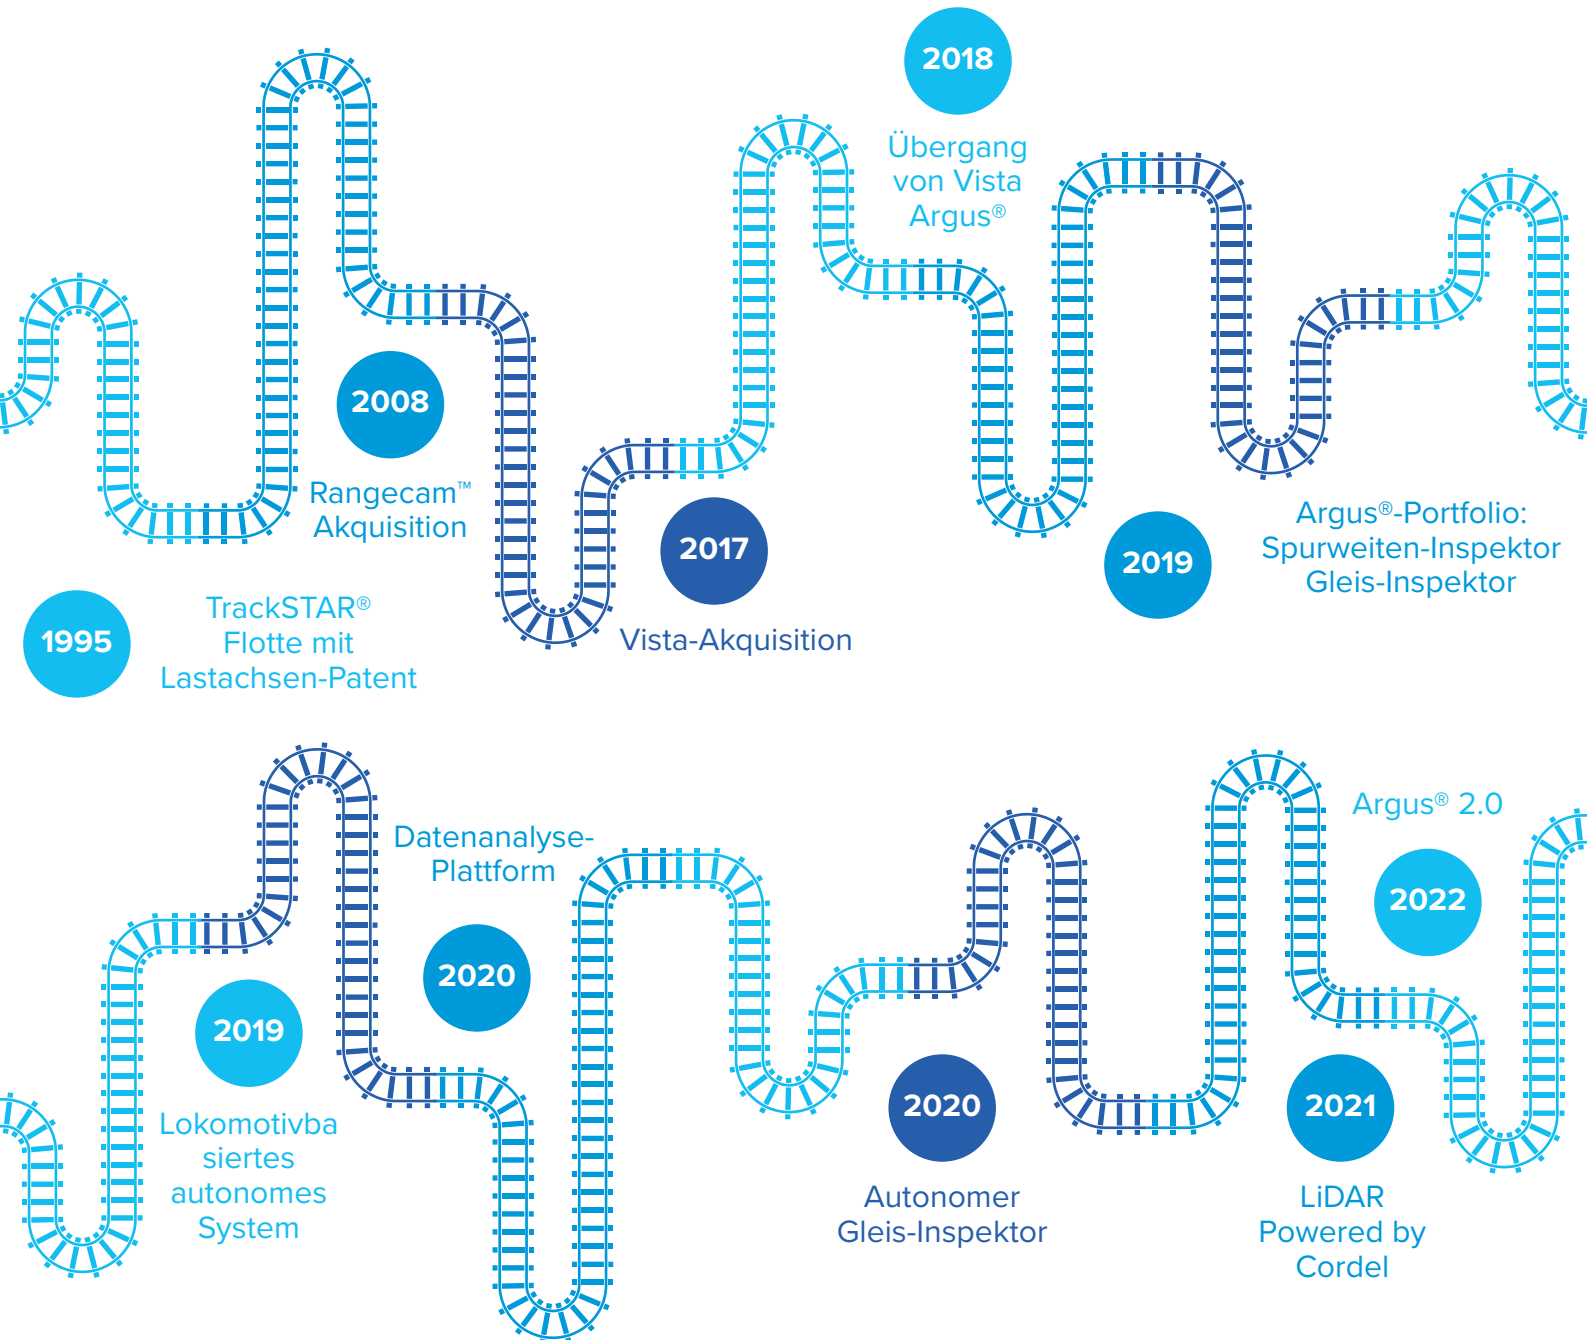 1995
TrackSTAR®
Flotte mit
Lastachsen-Patent
2008
Rangecam™
Akquisition
2017
Vista-Akquisition
2018
Übergang
von Vista
Argus®
2019
Argus®-Portfolio:
Spurweiten-Inspektor
Gleis-Inspektor
2019
Lokomotivba
siertes
autonomes
System
Datenanalyse-
Plattform
2020
2020
Autonomer
Gleis-Inspektor
2021
LiDAR
Powered by
Cordel
Argus® 2.0
2022